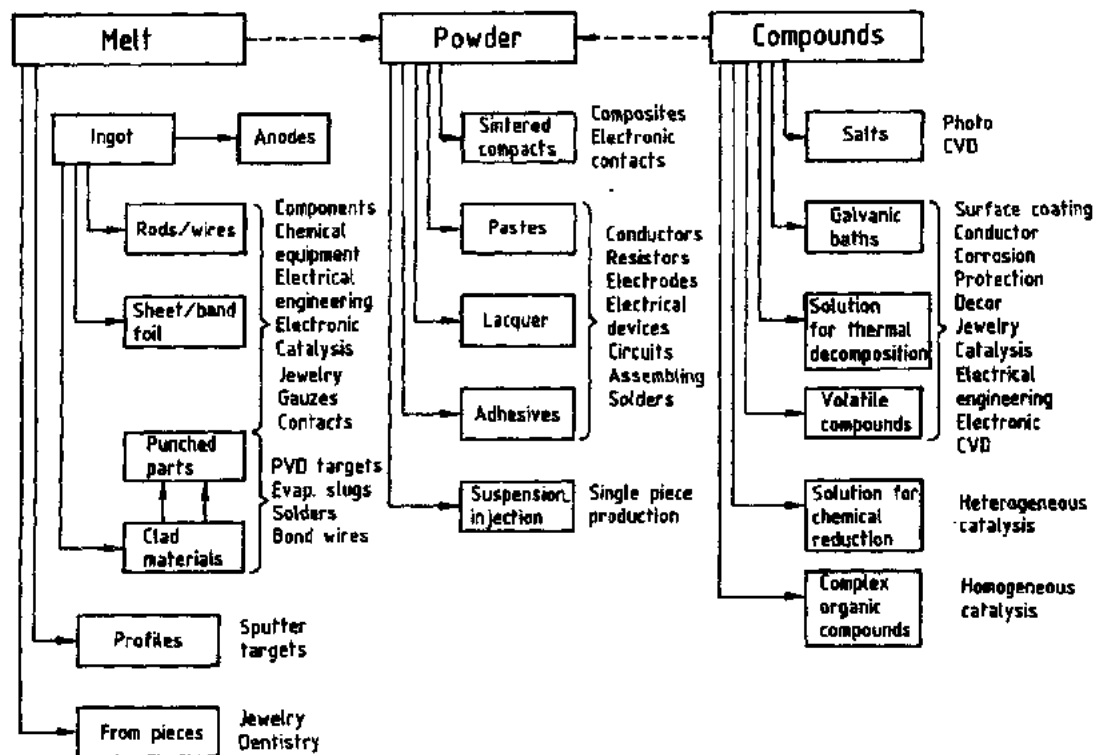 Melt
Powder
Compounds
Ingot
Anodes
Rods/wires
Sheet/band
foil
Components
Chemical
equipment
Electrical
engineering
Electronic
Catalysis
Jewelry
Gauzes
Contacts
Punched
parts
Clad
materials
PVD targets
Evap. slugs
Solders
Bond wires
Profiles
Sputter
targets
From pieces
Jewelry
Dentistry
Sintered
compacts
Composites
Electronic
contacts
Pastes
Lacquer
Adhesives
Conductors
Resistors
Electrodes
Electrical
devices
Circuits
Assembling
Solders
Suspension
injection
Single piece
production
Salts
Photo
CVD
Galvanic
baths
Solution
for thermal
decomposition
Volatile
compounds
Surface coating
Conductor
Corrosion
Protection
Decor
Jewelry
Catalysis
Electrical
engineering
Electronic
CVD
Solution for
chemical
reduction
Heterogeneous
catalysis
Complex
organic
compounds
Homogeneous
catalysis